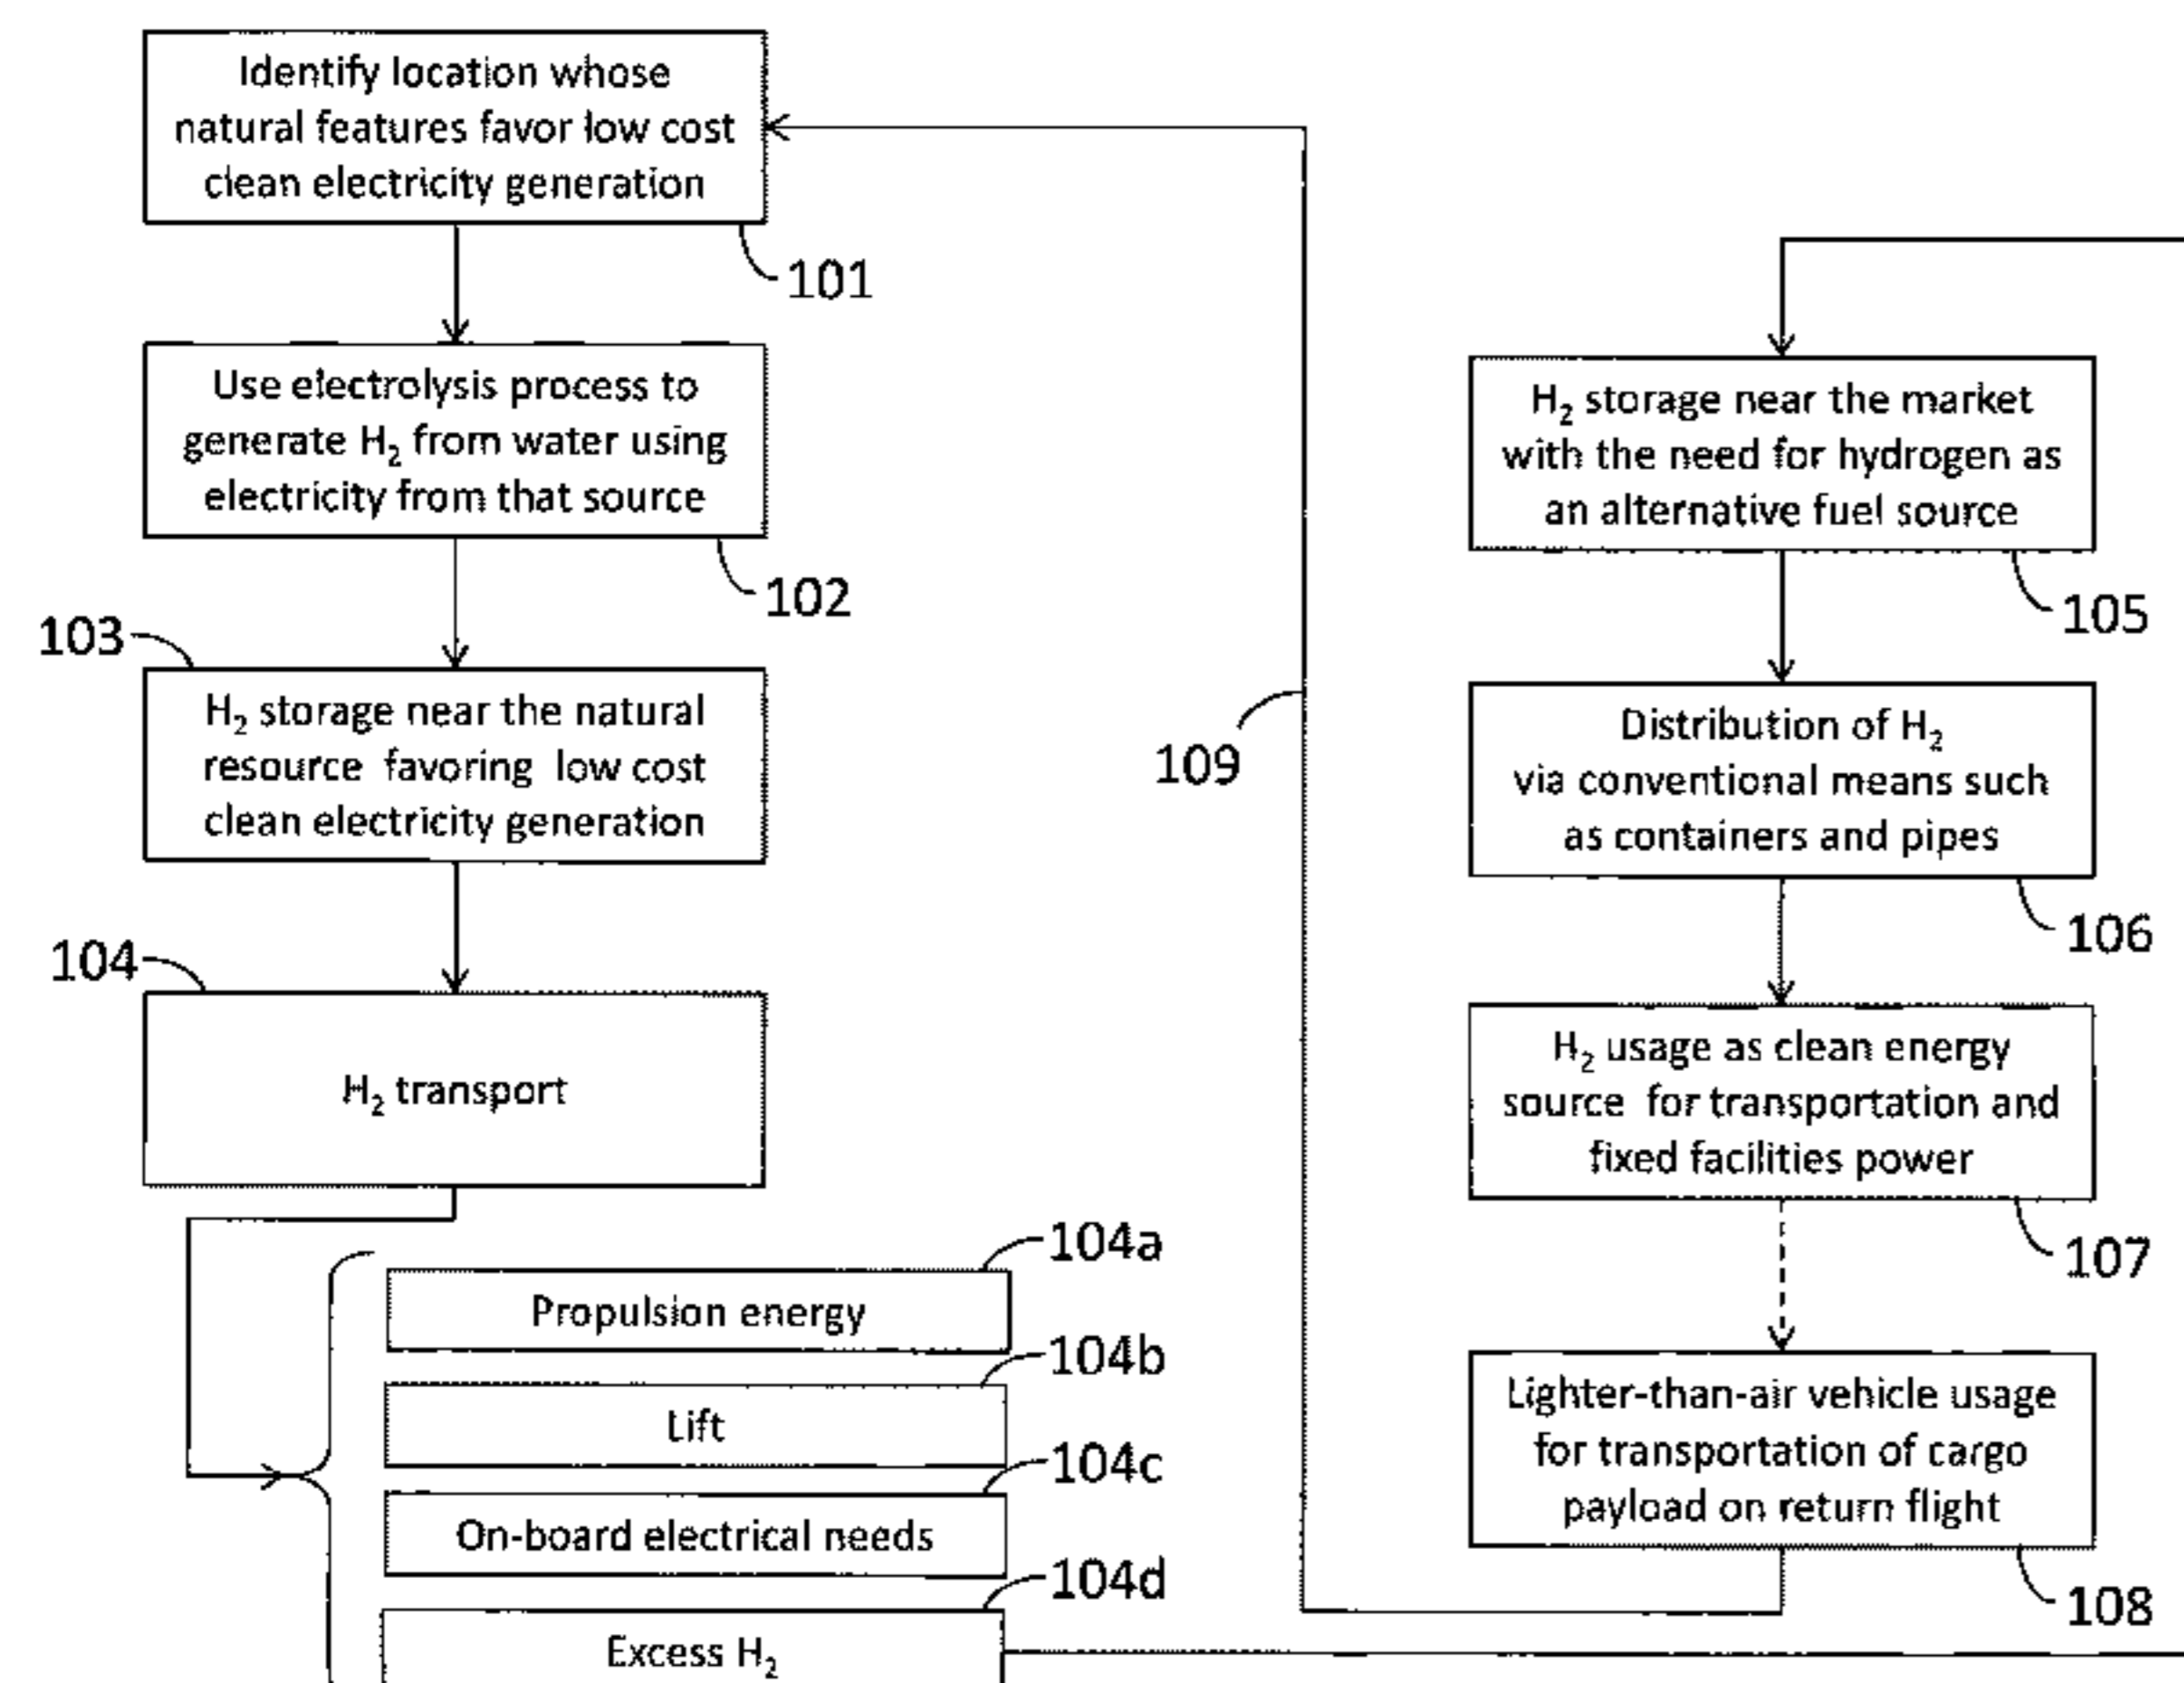 Identify location whose
natural features favor low cost
clean electricity generation
101
Use electrolysis process to
generate H₂ from water using
electricity from that source
102
103
H₂ storage near the natural
resource favoring low cost
clean electricity generation
104
H₂ transport
104a
Propulsion energy
104b
Lift
104c
On-board electrical needs
104d
Excess H₂
109
H₂ storage near the market
with the need for hydrogen as
an alternative fuel source
105
Distribution of H₂
via conventional means such
as containers and pipes
106
H₂ usage as clean energy
source for transportation and
fixed facilities power
107
Lighter-than-air vehicle usage
for transportation of cargo
payload on return flight
108